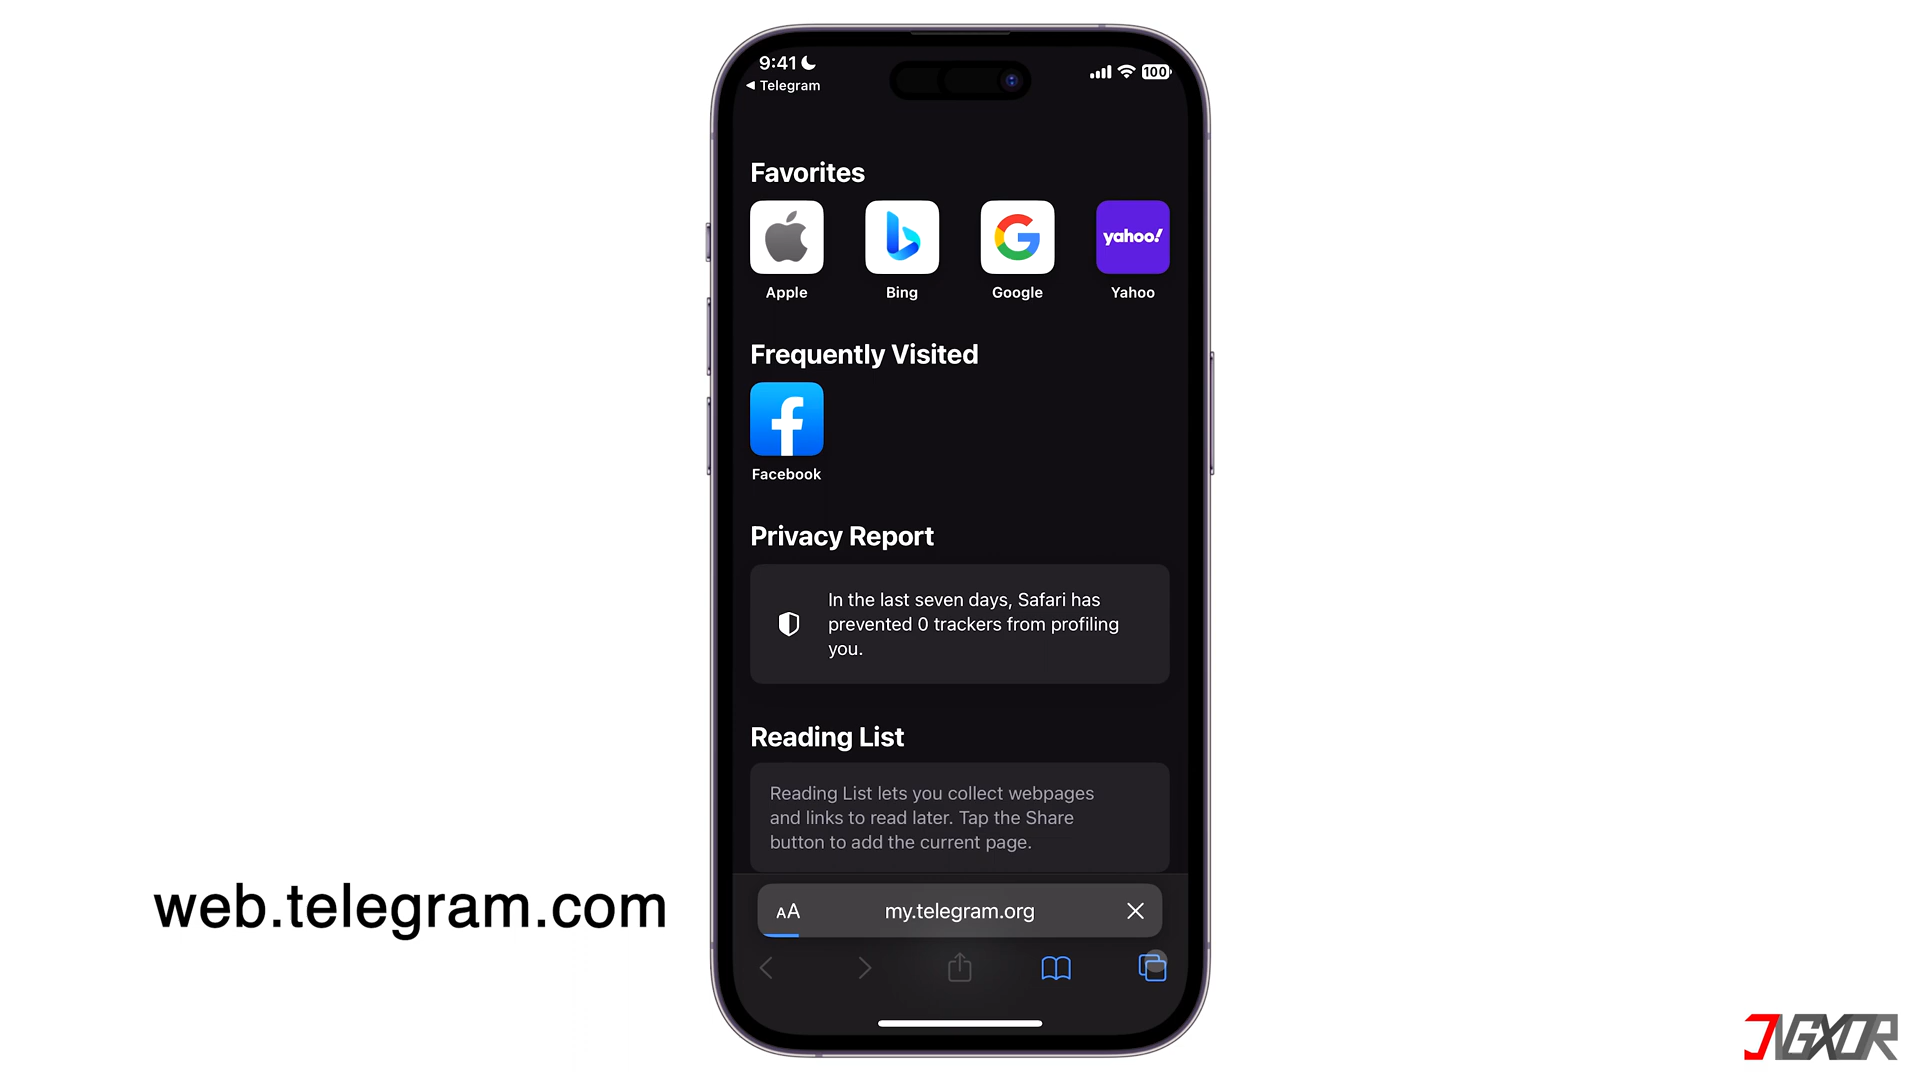 9:41
100
◀ Telegram
Favorites
yahoo!
Apple
Bing
Google
Yahoo
Frequently Visited
Facebook
Privacy Report
In the last seven days, Safari has
prevented 0 trackers from profiling
you.
Reading List
Reading List lets you collect webpages
and links to read later. Tap the Share
button to add the current page.
AA
my.telegram.org
web.telegram.com
JVGXOR